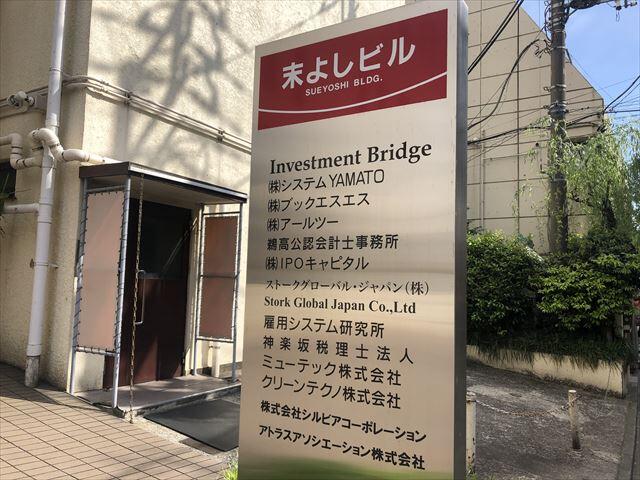 末よしビル
SUEYOSHI BLDG.
Investment Bridge
㈱システムYAMATO
㈱ブックエスエス
㈱アールツー
鵜高公認会計士事務所
㈱IPOキャピタル
ストークグローバル・ジャパン(株)
Stork Global Japan Co.,Ltd
雇用システム研究所
神楽坂税理士法人
ミューテック株式会社
クリーンテクノ株式会社
株式会社シルビアコーポレーション
アトラスアソシエーション株式会社